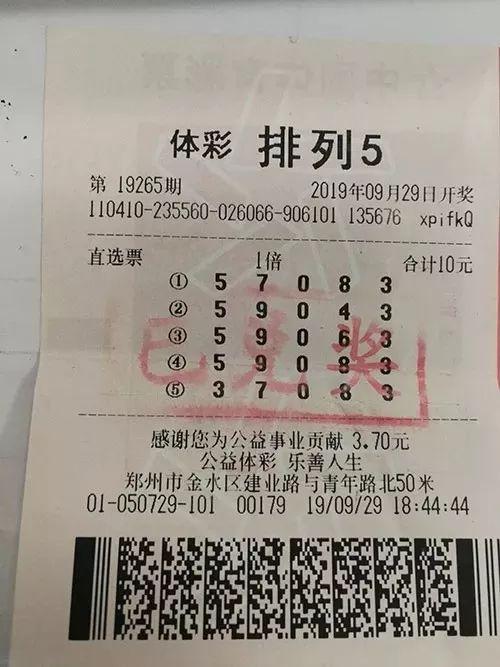 体彩 排列5
第 19265期 2019年09月29日开奖
110410-235560-026066-906101 135676 xpifkQ
直选票 1倍 合计10元
① 5 7 0 8 3
② 5 9 0 4 3
③ 5 9 0 6 3
④ 5 9 0 8 3
⑤ 3 7 0 8 3
已兑奖
感谢您为公益事业贡献 3.70元
公益体彩 乐善人生
郑州市金水区建业路与青年路北50米
01-050729-101 00179 19/09/29 18:44:44